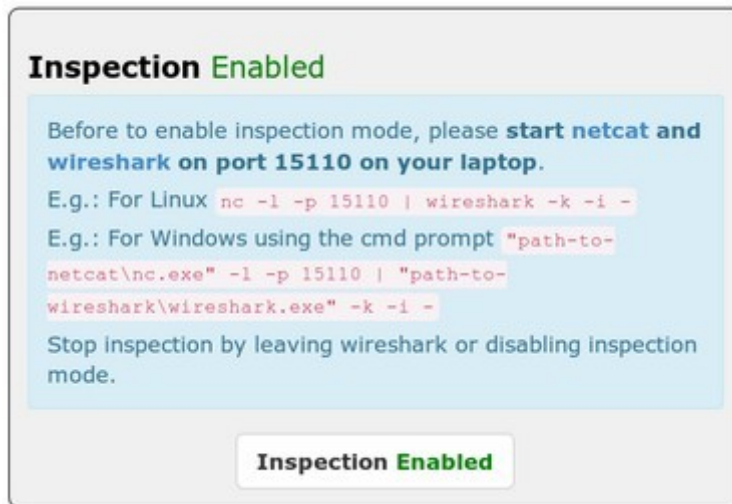 Inspection Enabled
Before to enable inspection mode, please start netcat and
wireshark on port 15110 on your laptop.
E.g.: For Linux nc -l -p 15110 | wireshark -k -i -
E.g.: For Windows using the cmd prompt "path-to-
netcat\nc.exe" -l -p 15110 | "path-to-
wireshark\wireshark.exe" -k -i -
Stop inspection by leaving wireshark or disabling inspection
mode.
Inspection Enabled